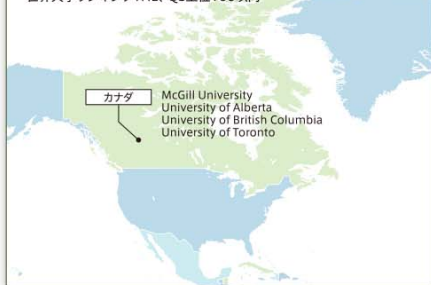 カナダ
McGill University
University of Alberta
University of British Columbia
University of Toronto